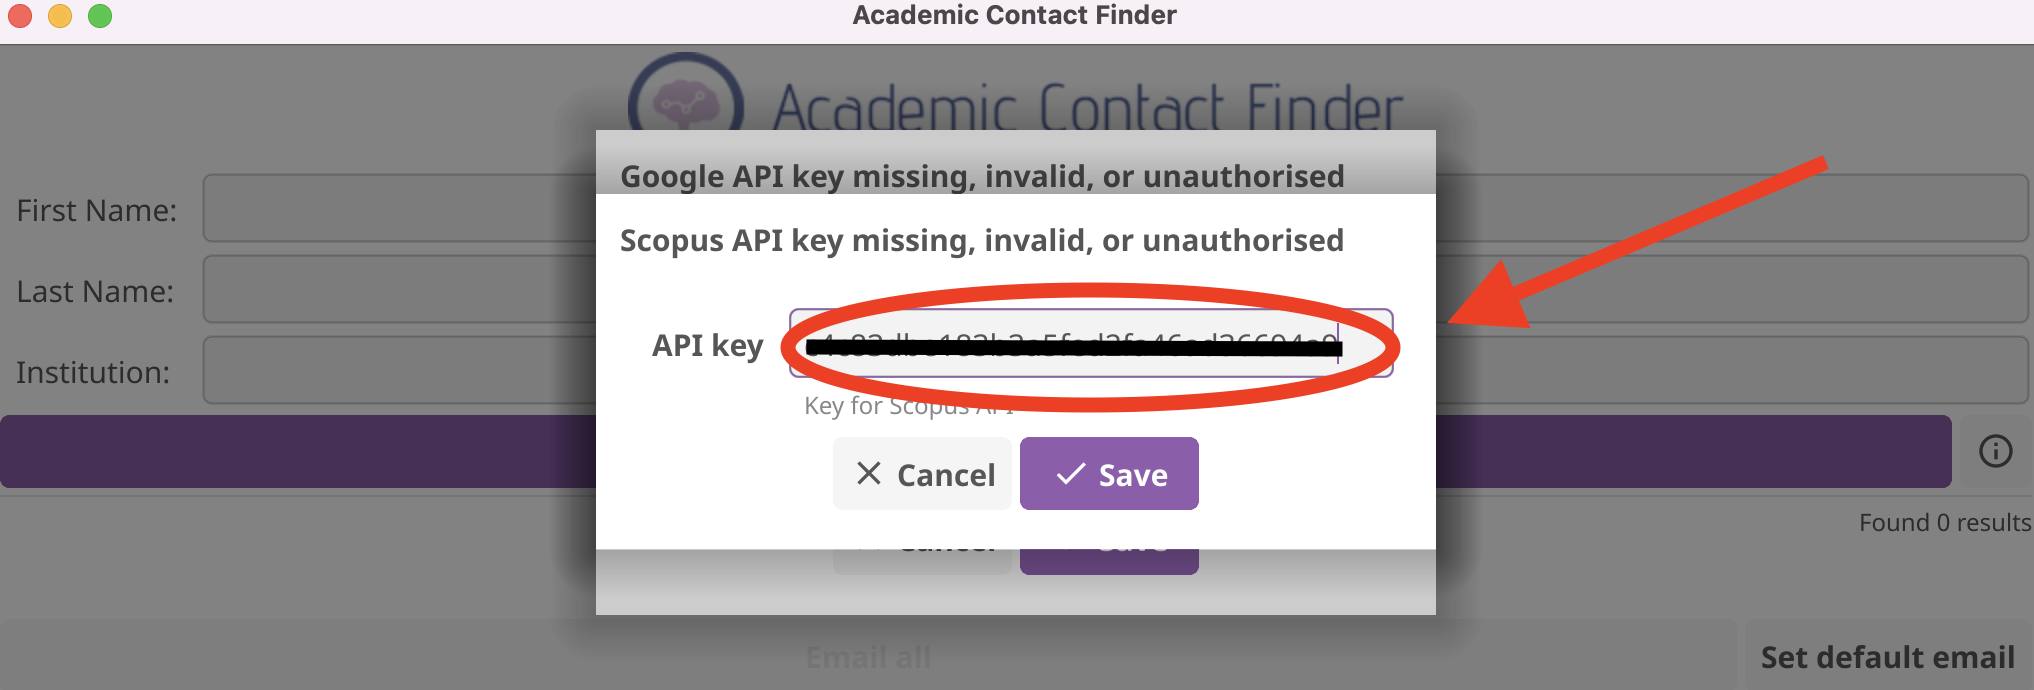 Academic Contact Finder
Academic Contact Finder
Google API key missing, invalid, or unauthorised
First Name:
Scopus API key missing, invalid, or unauthorised
Last Name:
API key
Institution:
Key for Scopus API
Cancel
Save
Found 0 results
Cancel
Save
Email all
Set default email